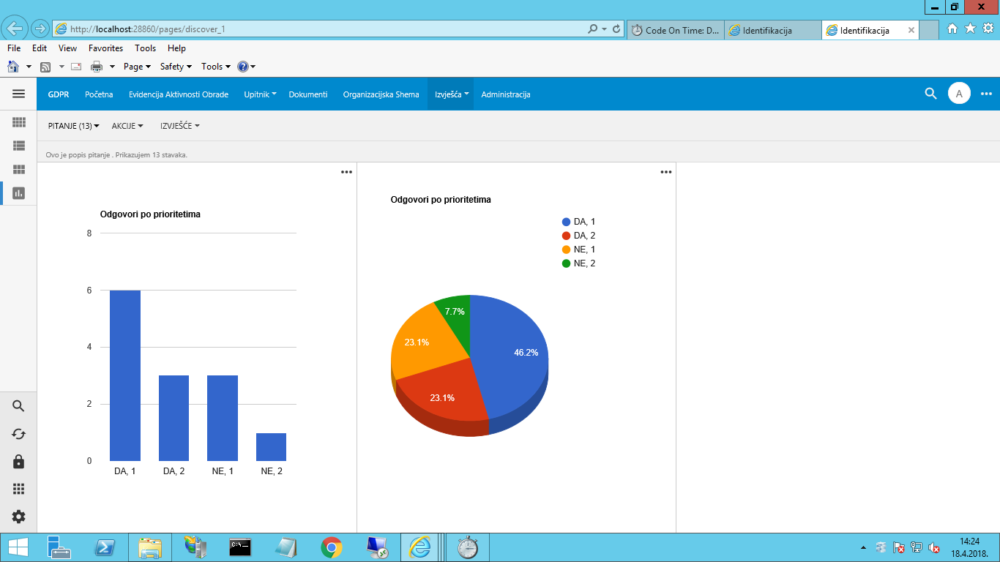 http://localhost:28860/pages/discover_1
Code On Time: D...
Identifikacija
Identifikacija
File Edit View Favorites Tools Help
Page Safety Tools
GDPR Početna Evidencija Aktivnosti Obrade Upitnik Dokumenti Organizacijska Shema Izvješća Administracija A
PITANJE (13) AKCIJE IZVJEŠĆE
Ovo je popis pitanje . Prikazujem 13 stavaka.
Odgovori po prioritetima
8
6
4
2
0
DA, 1 DA, 2 NE, 1 NE, 2
Odgovori po prioritetima
DA, 1
DA, 2
NE, 1
NE, 2
7.7%
23.1%
46.2%
23.1%
14:24
18.4.2018.